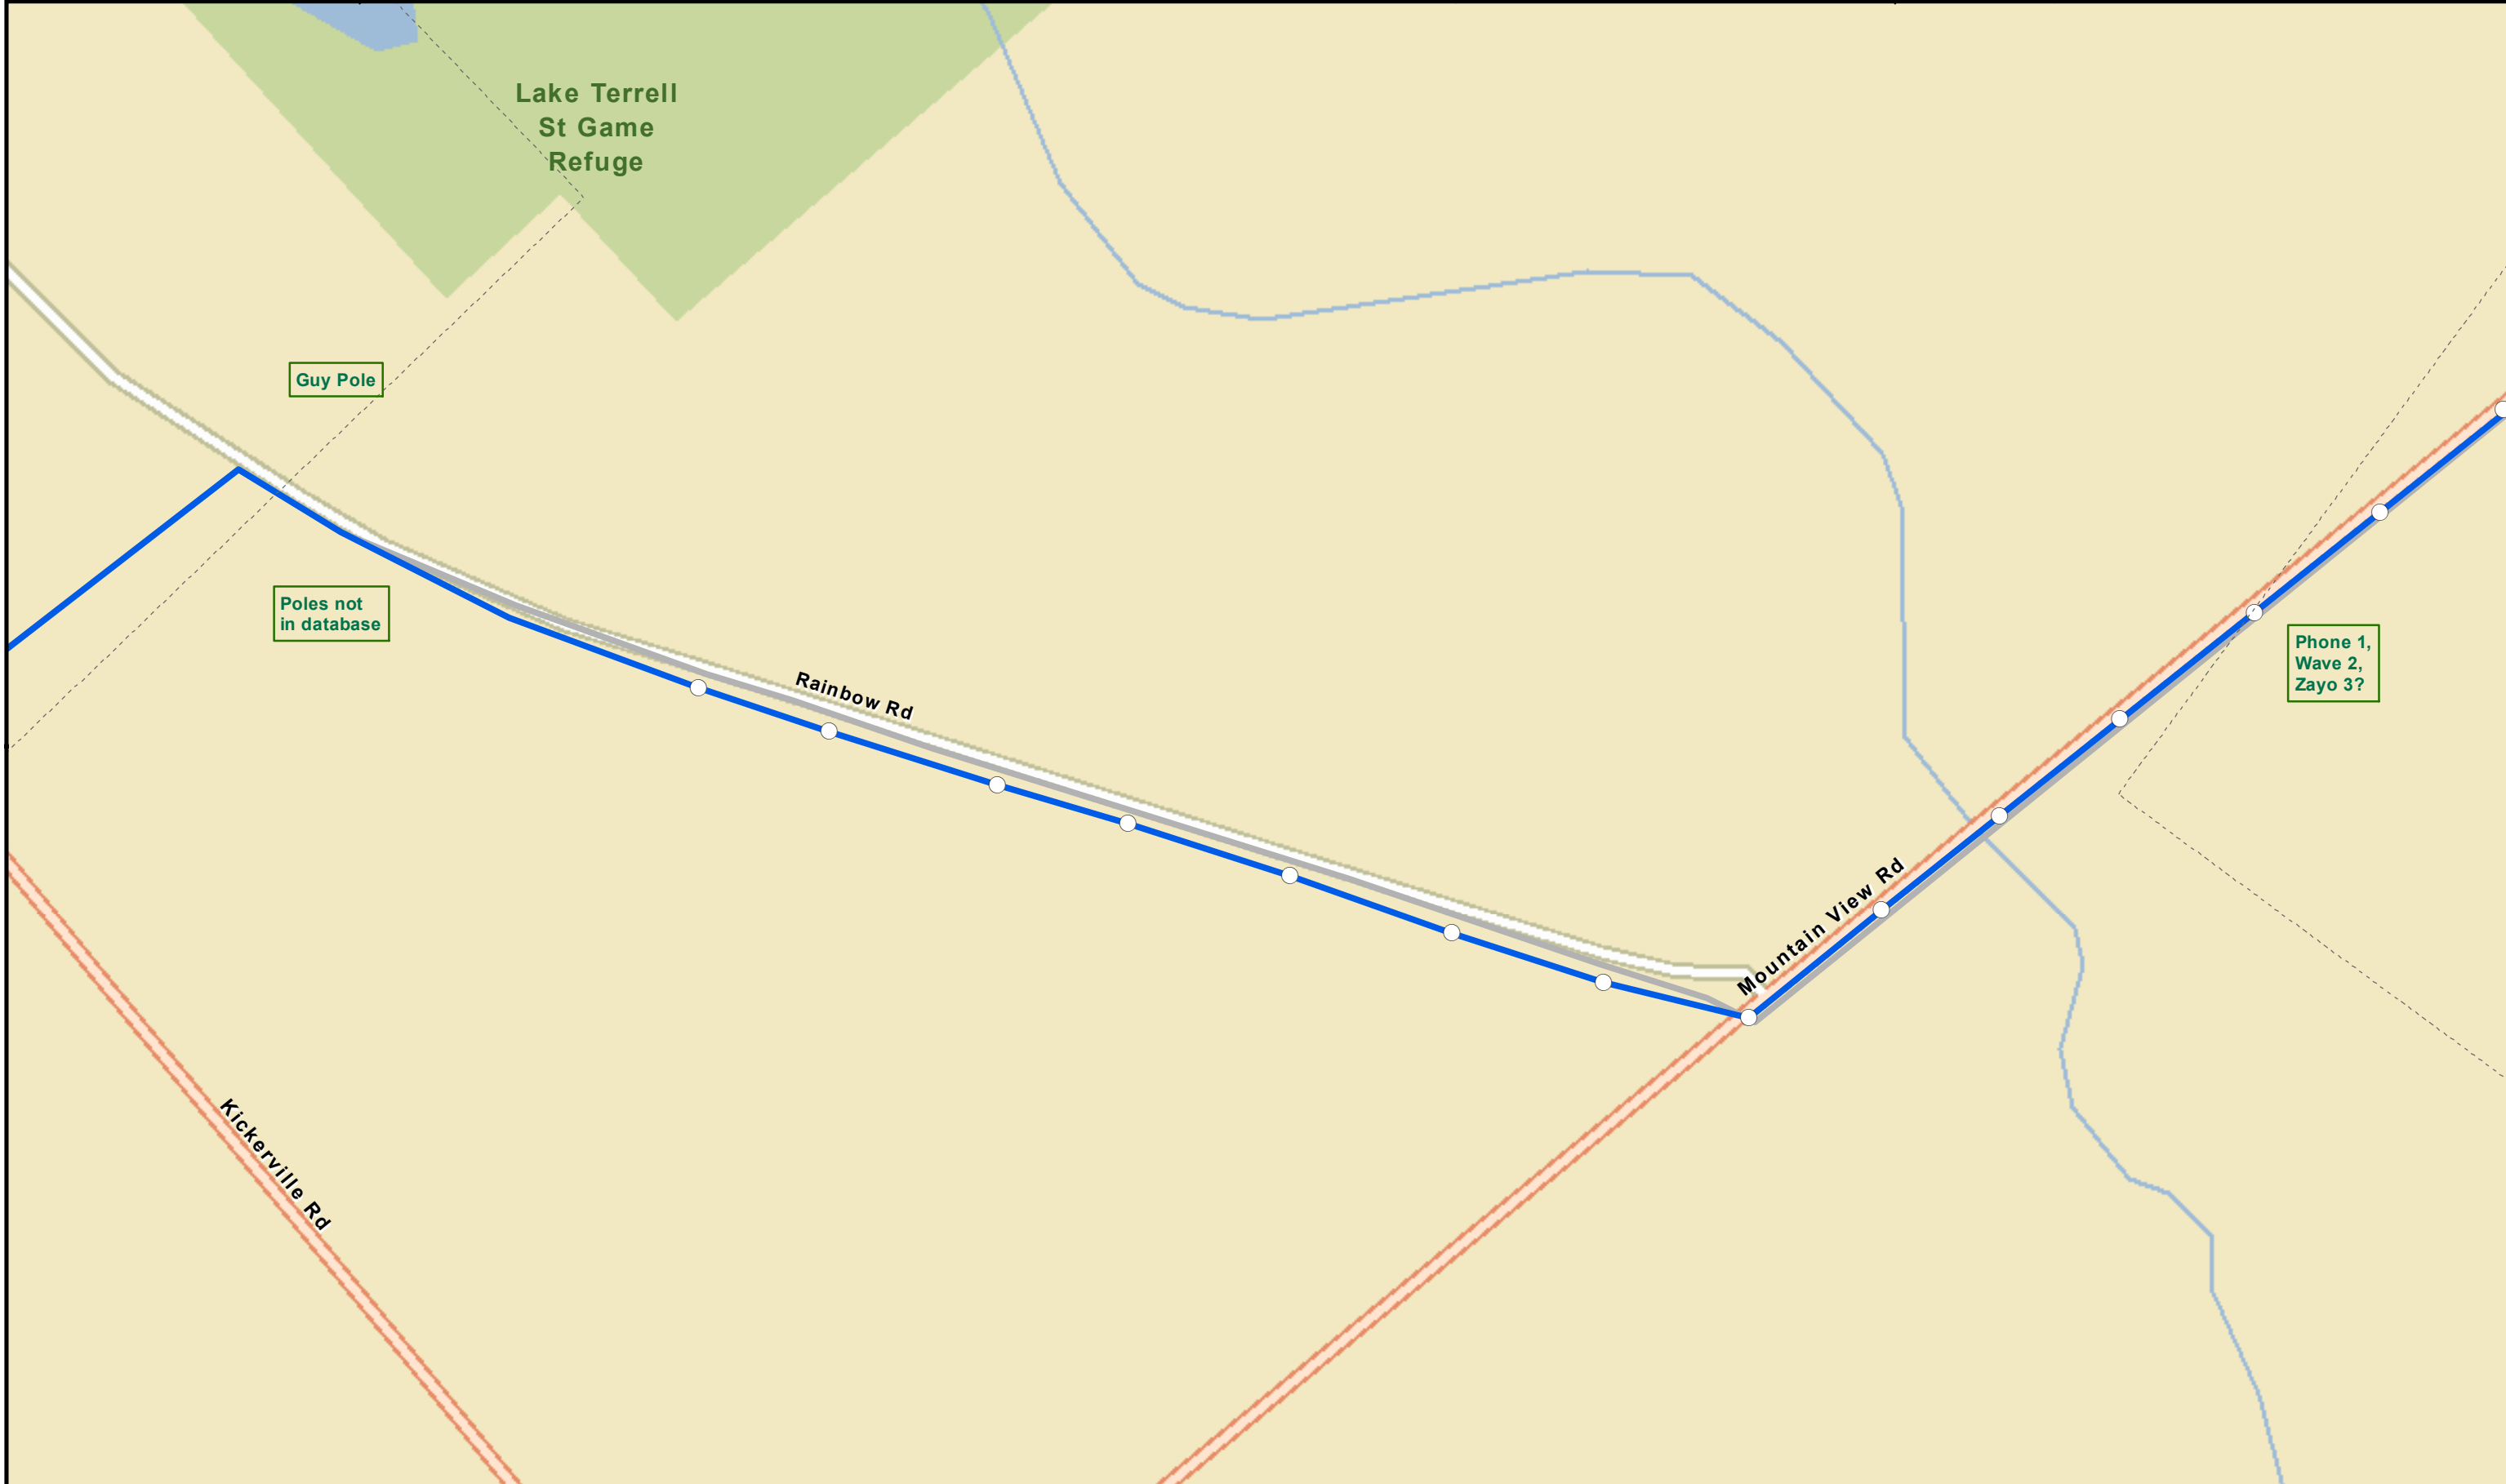 Lake Terrell
St Game
Refuge
Guy Pole
Poles not
in database
Phone 1,
Wave 2,
Zayo 3?
Rainbow Rd
Mountain View Rd
Kickerville Rd